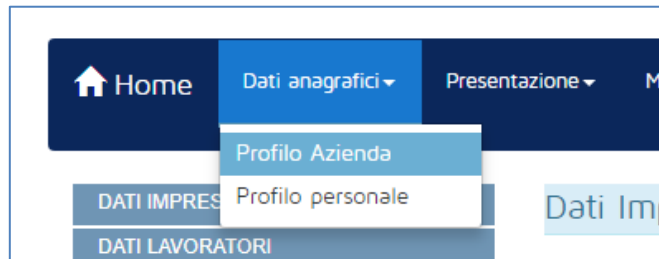 Home Dati anagrafici Presentazione M
Profilo Azienda
Profilo personale
DATI IMPRES
Dati Im
DATI LAVORATORI